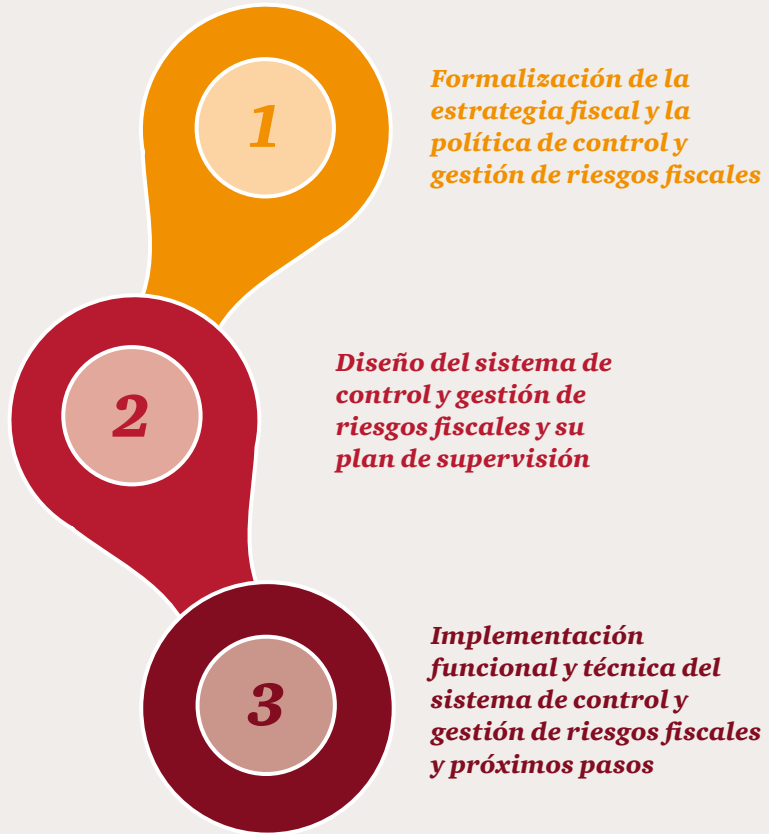 1
Formalización de la
estrategia fiscal y la
política de control y
gestión de riesgos fiscales
2
Diseño del sistema de
control y gestión de
riesgos fiscales y su
plan de supervisión
3
Implementación
funcional y técnica del
sistema de control y
gestión de riesgos fiscales
y próximos pasos